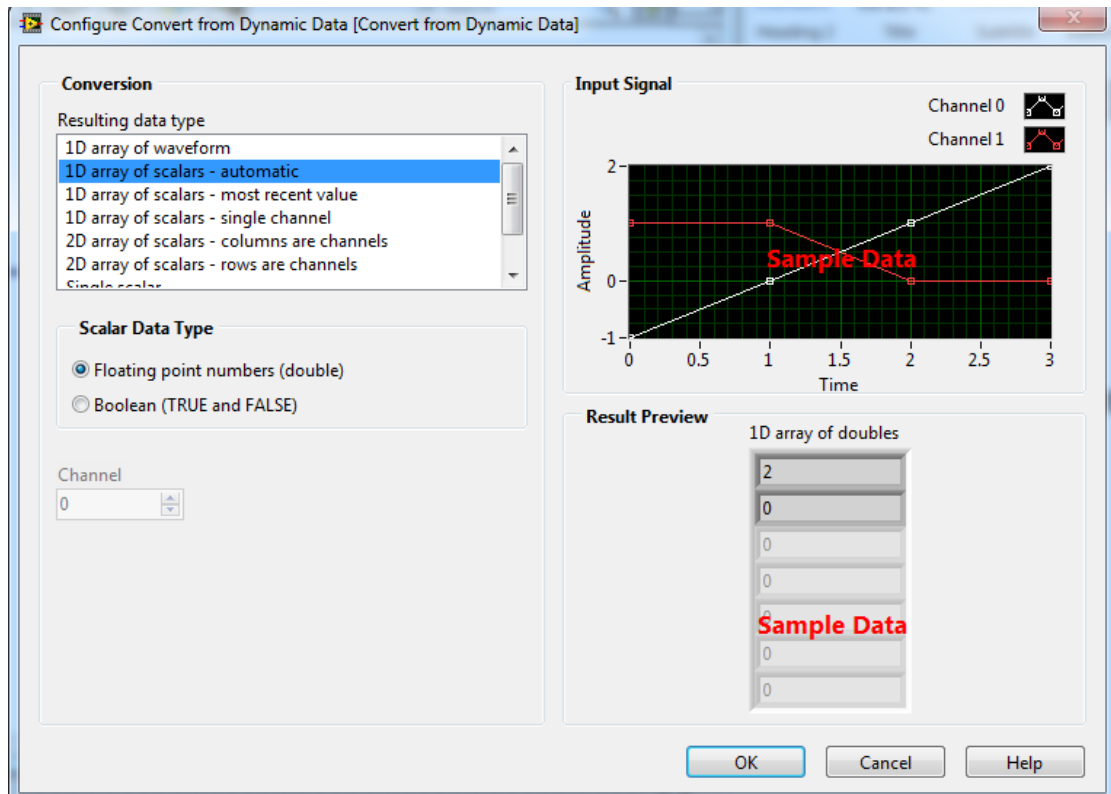 Configure Convert from Dynamic Data [Convert from Dynamic Data]
Conversion
Resulting data type
1D array of waveform
1D array of scalars - automatic
1D array of scalars - most recent value
1D array of scalars - single channel
2D array of scalars - columns are channels
2D array of scalars - rows are channels
Single scalar
Scalar Data Type
Floating point numbers (double)
Boolean (TRUE and FALSE)
Channel
0
Input Signal
Channel 0
Channel 1
Amplitude
2
0
-1
Sample Data
0 0.5 1 1.5 2 2.5 3
Time
Result Preview
1D array of doubles
2
0
0
0
Sample Data
0
0
OK Cancel Help